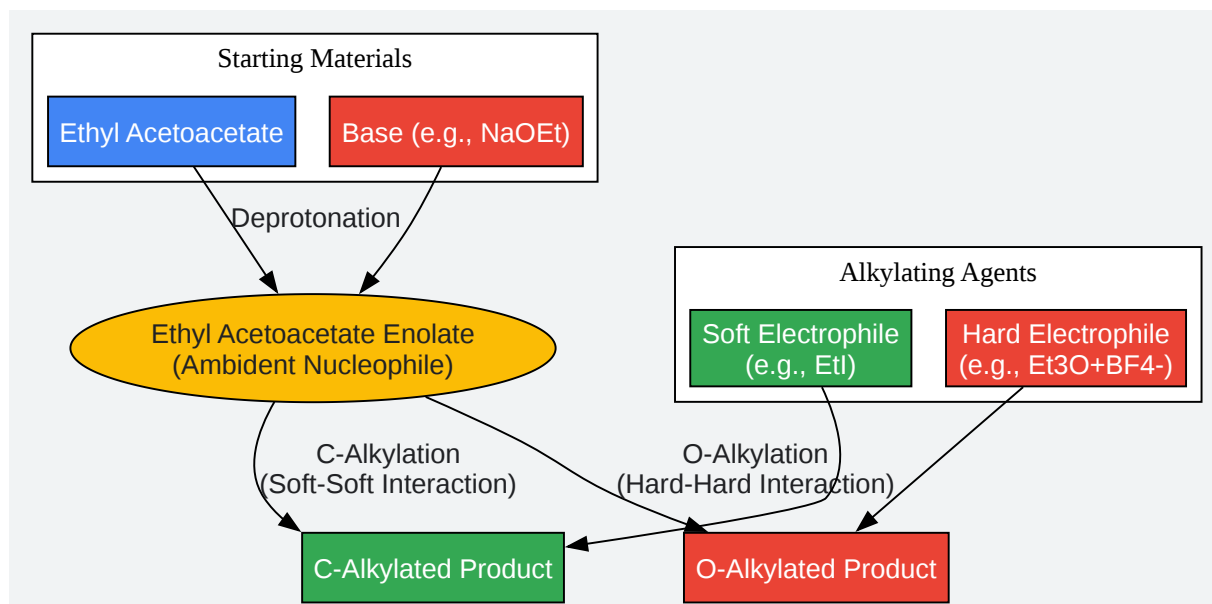 Starting Materials
Ethyl Acetoacetate
Base (e.g., NaOEt)
Deprotonation
Alkylating Agents
Soft Electrophile
(e.g., EtI)
Hard Electrophile
(e.g., Et3O+BF4-)
Ethyl Acetoacetate Enolate
(Ambident Nucleophile)
C-Alkylation
(Soft-Soft Interaction)
O-Alkylation
(Hard-Hard Interaction)
C-Alkylated Product
O-Alkylated Product